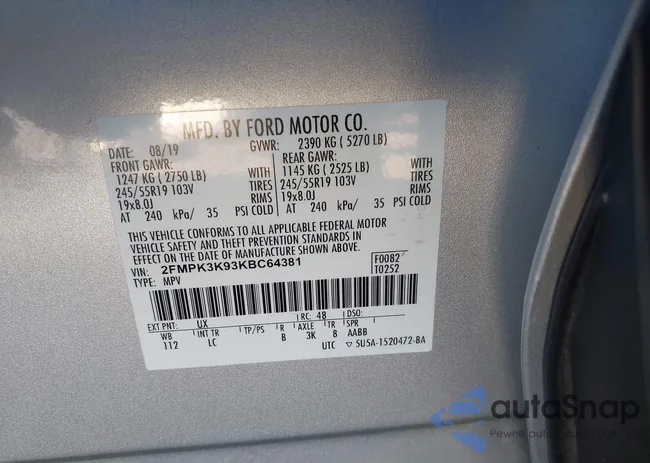 MFD. BY FORD MOTOR CO.
DATE: 08/19 GVWR: 2390 KG ( 5270 LB)
FRONT GAWR: REAR GAWR:
1247 KG ( 2750 LB) WITH 1145 KG ( 2525 LB) WITH
245/55R19 103V TIRES 245/55R19 103V TIRES
19x8.0J RIMS 19x8.0J RIMS
AT 240 kPa/ 35 PSI COLD AT 240 kPa/ 35 PSI COLD
THIS VEHICLE CONFORMS TO ALL APPLICABLE FEDERAL MOTOR
VEHICLE SAFETY AND THEFT PREVENTION STANDARDS IN
EFFECT ON THE DATE OF MANUFACTURE SHOWN ABOVE.
VIN: 2FMPK3K93KBC64381 F0082
TYPE: MPV T0252
EXT PNT: UX RC: 48 DSO:
WB INT TR TP/PS R AXLE TR SPR
112 LC B 3K 8 AABB
UTC ▽ 5U5A-1520472-BA
autoSnap